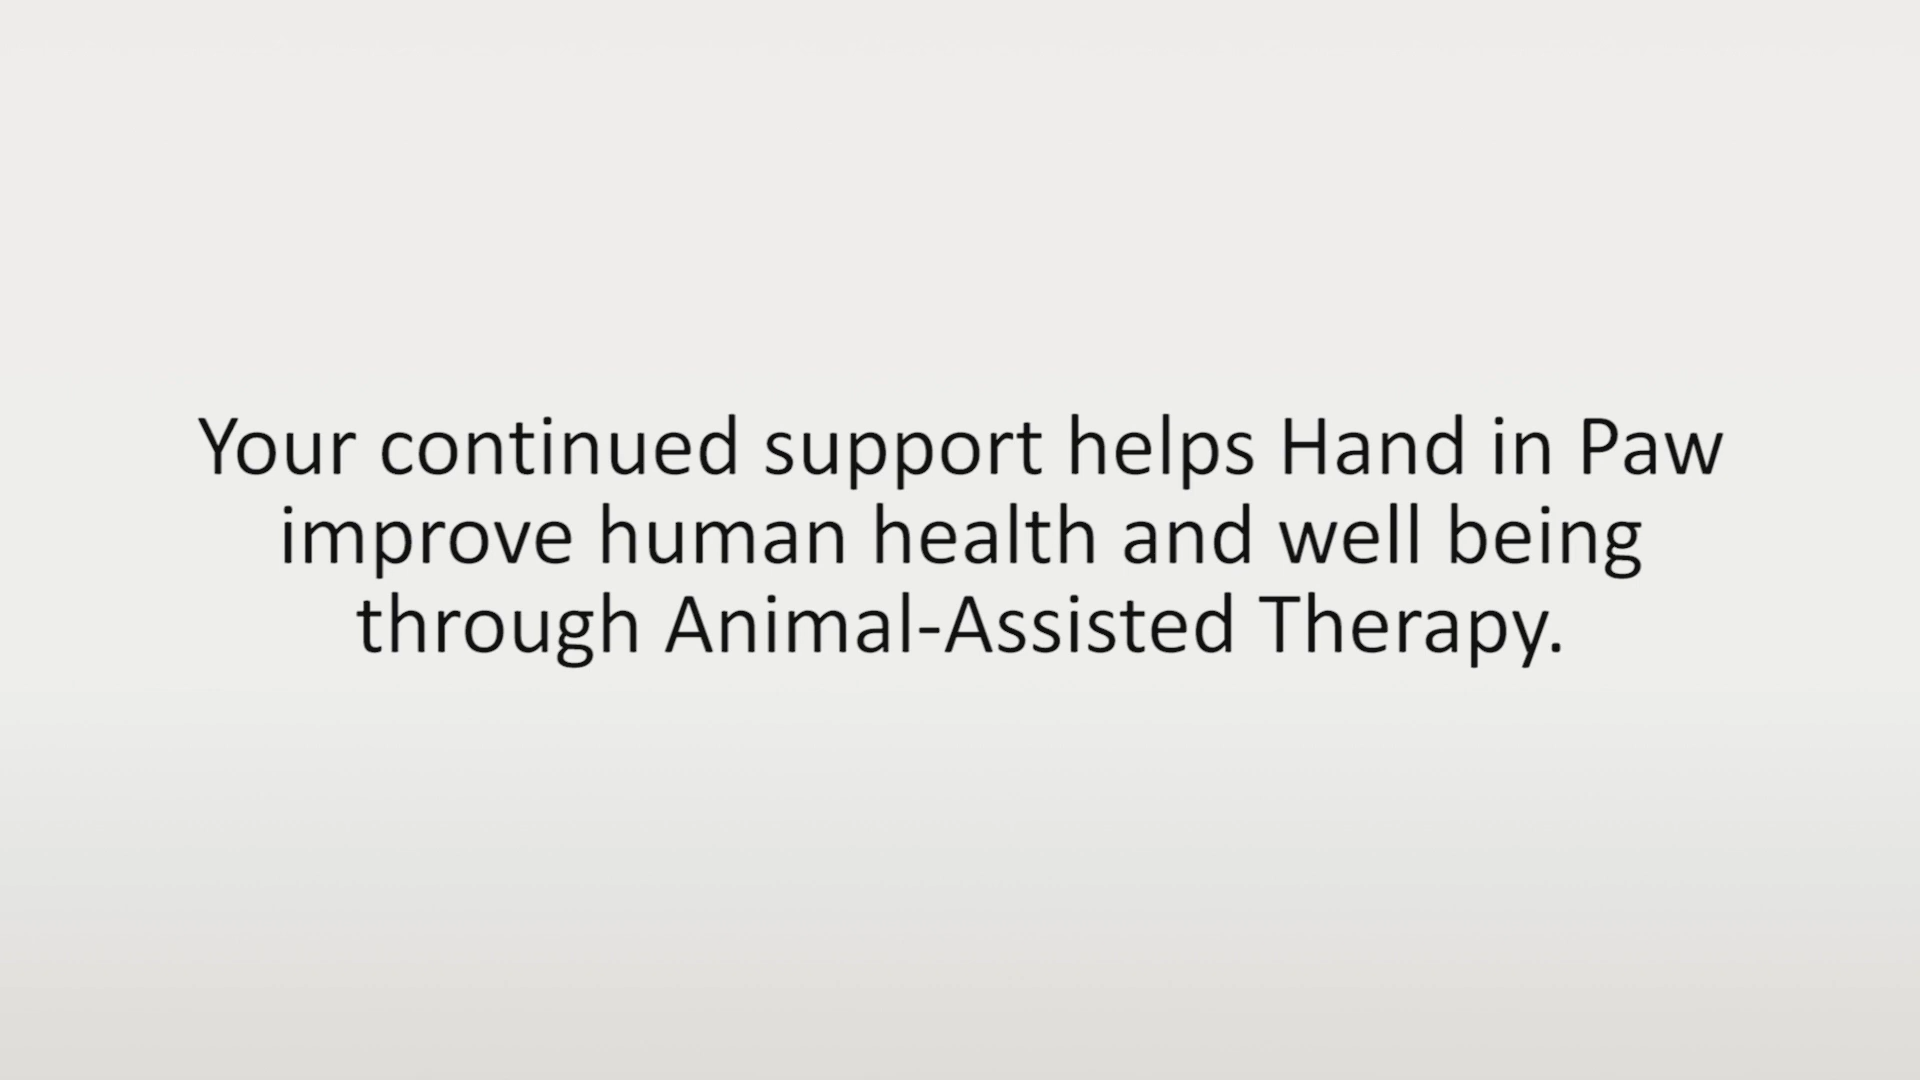 Your continued support helps Hand in Paw
improve human health and well being
through Animal-Assisted Therapy.